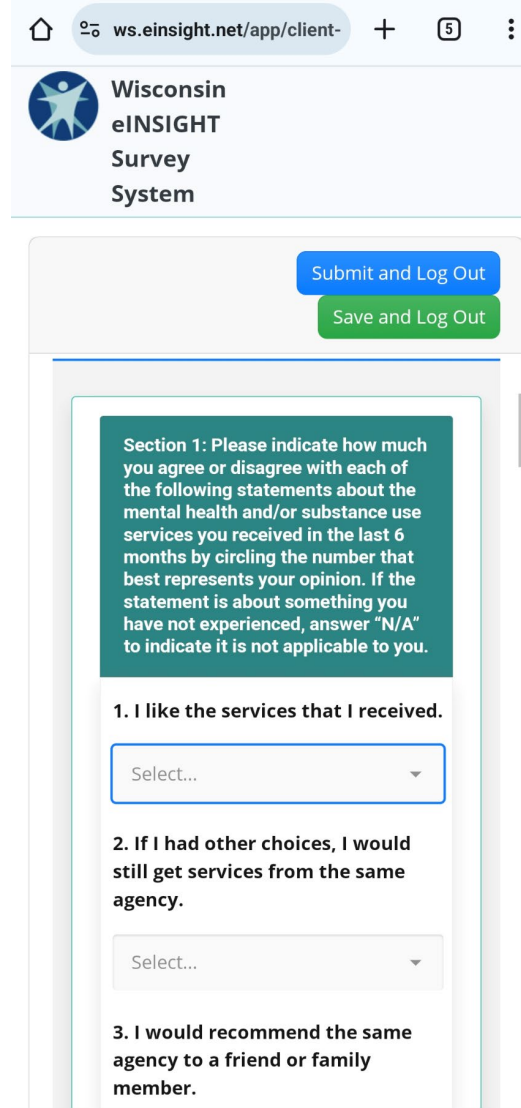 ws.einsight.net/app/client-
5
Wisconsin
eINSIGHT
Survey
System
Submit and Log Out
Save and Log Out
Section 1: Please indicate how much
you agree or disagree with each of
the following statements about the
mental health and/or substance use
services you received in the last 6
months by circling the number that
best represents your opinion. If the
statement is about something you
have not experienced, answer “N/A”
to indicate it is not applicable to you.
1. I like the services that I received.
Select...
2. If I had other choices, I would
still get services from the same
agency.
Select...
3. I would recommend the same
agency to a friend or family
member.